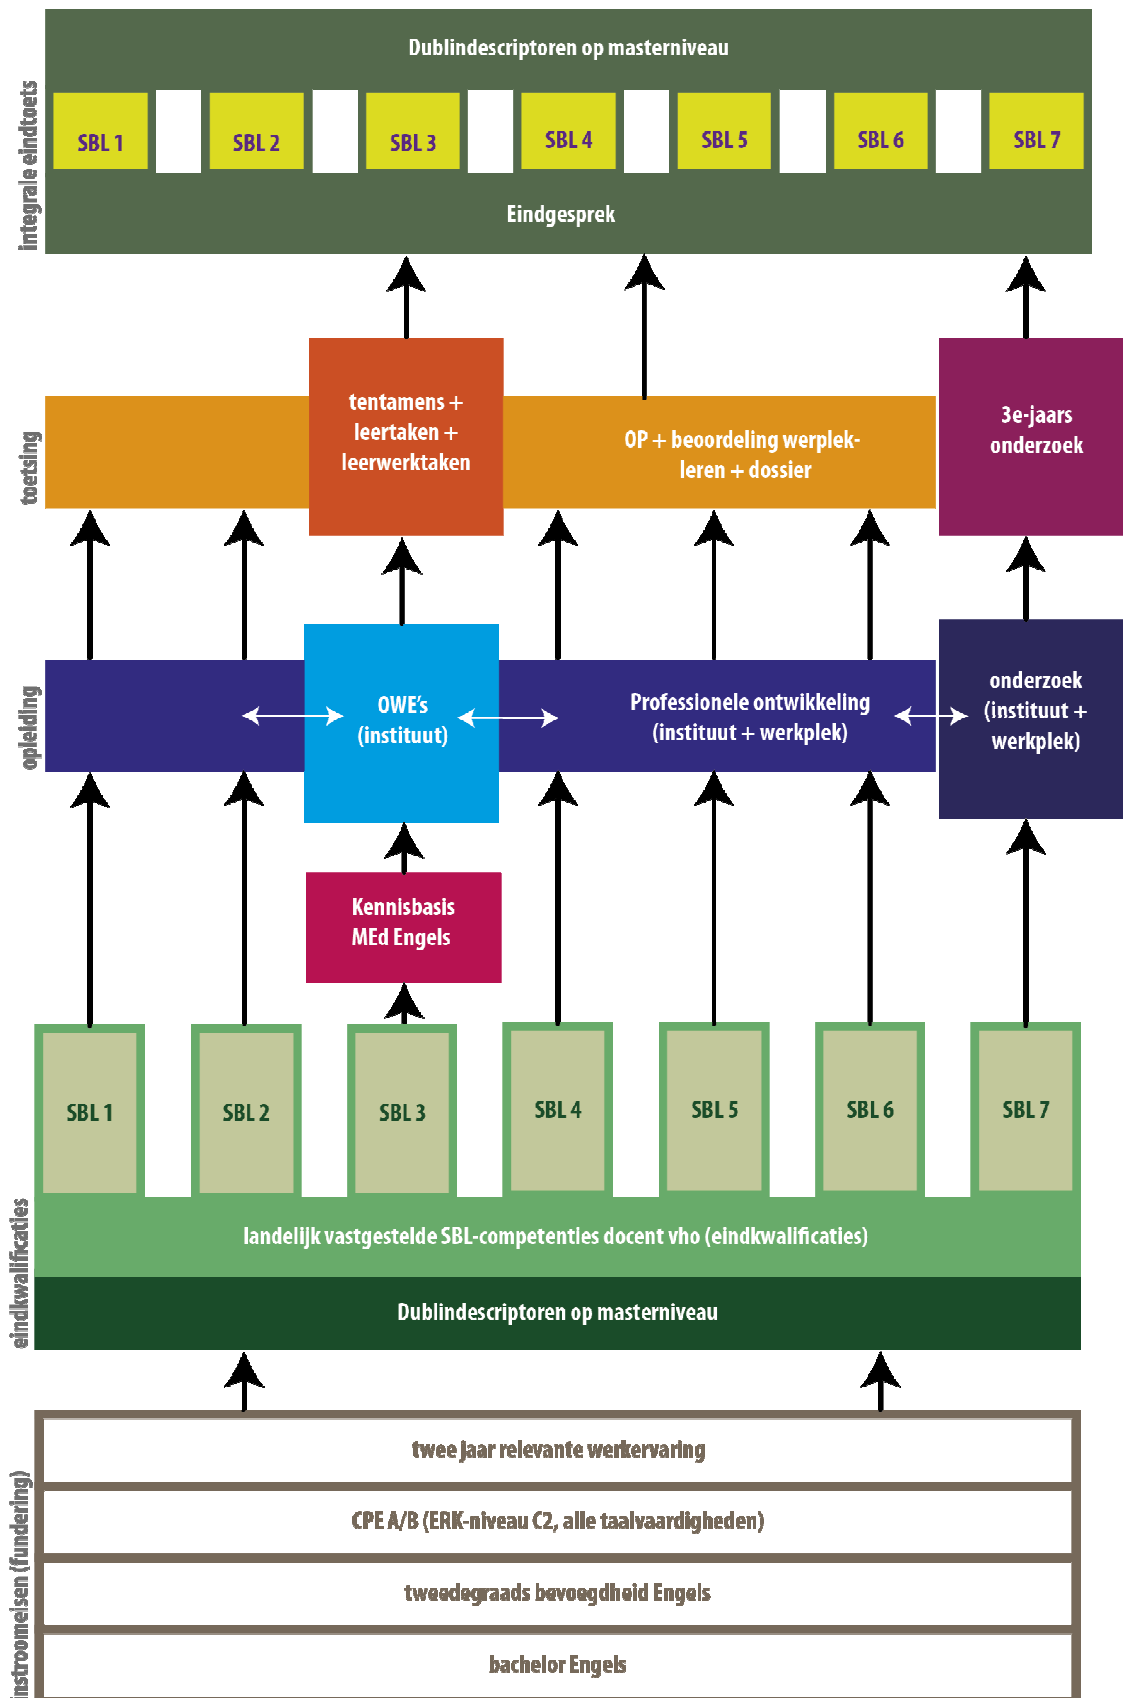 Dublindescriptoren op masterniveau
integrale eindtoets
SBL 1
SBL 2
SBL 3
SBL 4
SBL 5
SBL 6
SBL 7
Eindgesprek
toetsing
tentamens +
leertaken +
leerwerktaken
OP + beoordeling werplek-
leren + dossier
3e-jaars
onderzoek
opleiding
OWE's
(instituut)
Professionele ontwikkeling
(instituut + werkplek)
onderzoek
(instituut +
werkplek)
Kennisbasis
MEd Engels
eindkwalificaties
SBL 1
SBL 2
SBL 3
SBL 4
SBL 5
SBL 6
SBL 7
landelijk vastgestelde SBL-competenties docent vho (eindkwalificaties)
Dublindescriptoren op masterniveau
instroomeisen (fundering)
twee jaar relevante werkervaring
CPE A/B (ERK-niveau C2, alle taalvaardigheden)
tweedegraads bevoegdheid Engels
bachelor Engels